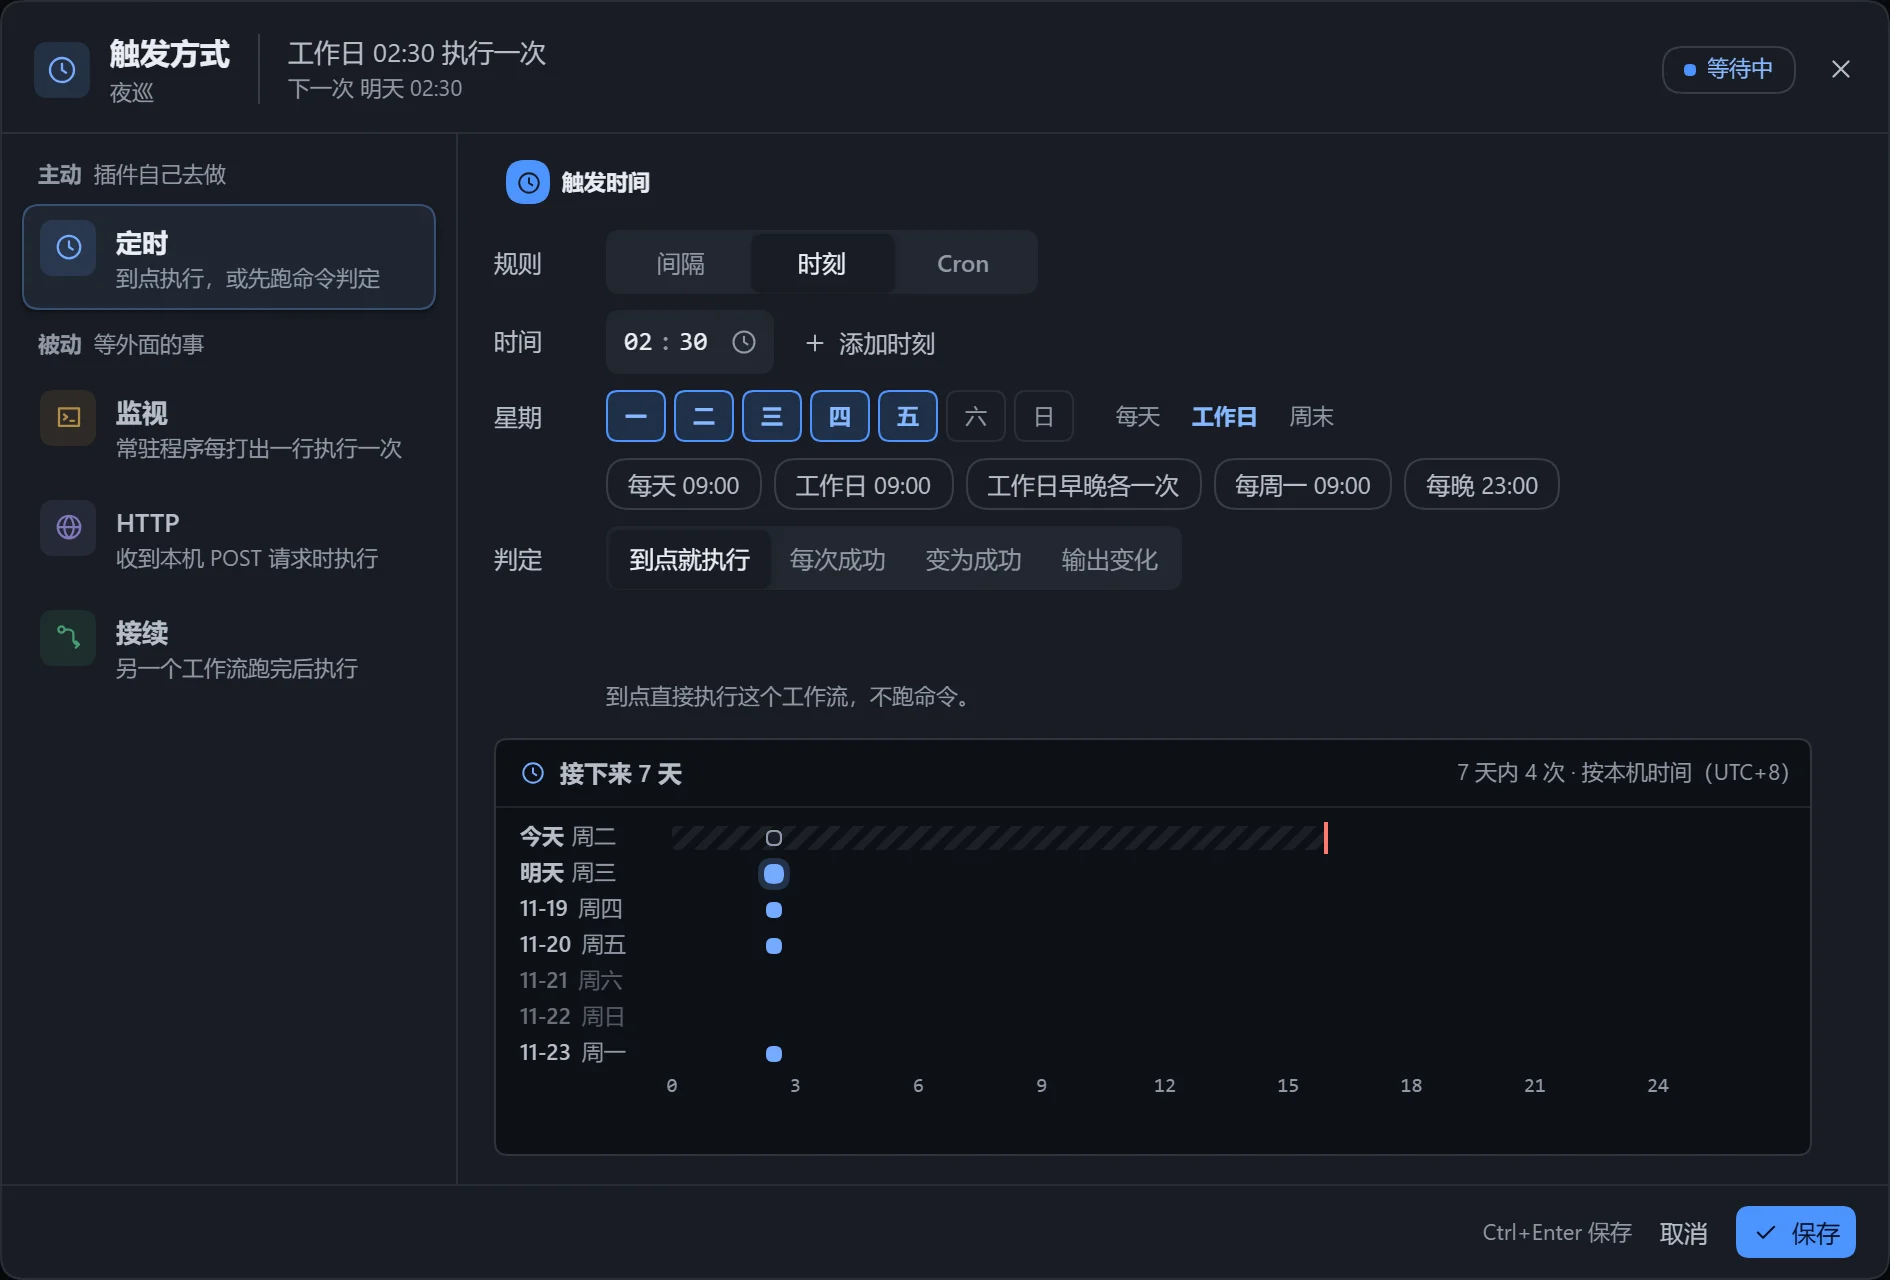 触发方式
夜巡
工作日 02:30 执行一次
下一次 明天 02:30
等待中
主动 插件自己去做
定时
到点执行，或先跑命令判定
被动 等外面的事
监视
常驻程序每打出一行执行一次
HTTP
收到本机 POST 请求时执行
接续
另一个工作流跑完后执行
触发时间
规则 间隔 时刻 Cron
时间 02 : 30 + 添加时刻
星期 一 二 三 四 五 六 日 每天 工作日 周末
每天 09:00 工作日 09:00 工作日早晚各一次 每周一 09:00 每晚 23:00
判定 到点就执行 每次成功 变为成功 输出变化
到点直接执行这个工作流，不跑命令。
接下来 7 天 7 天内 4 次 · 按本机时间（UTC+8）
今天 周二
明天 周三
11-19 周四
11-20 周五
11-21 周六
11-22 周日
11-23 周一
0 3 6 9 12 15 18 21 24
Ctrl+Enter 保存 取消 保存